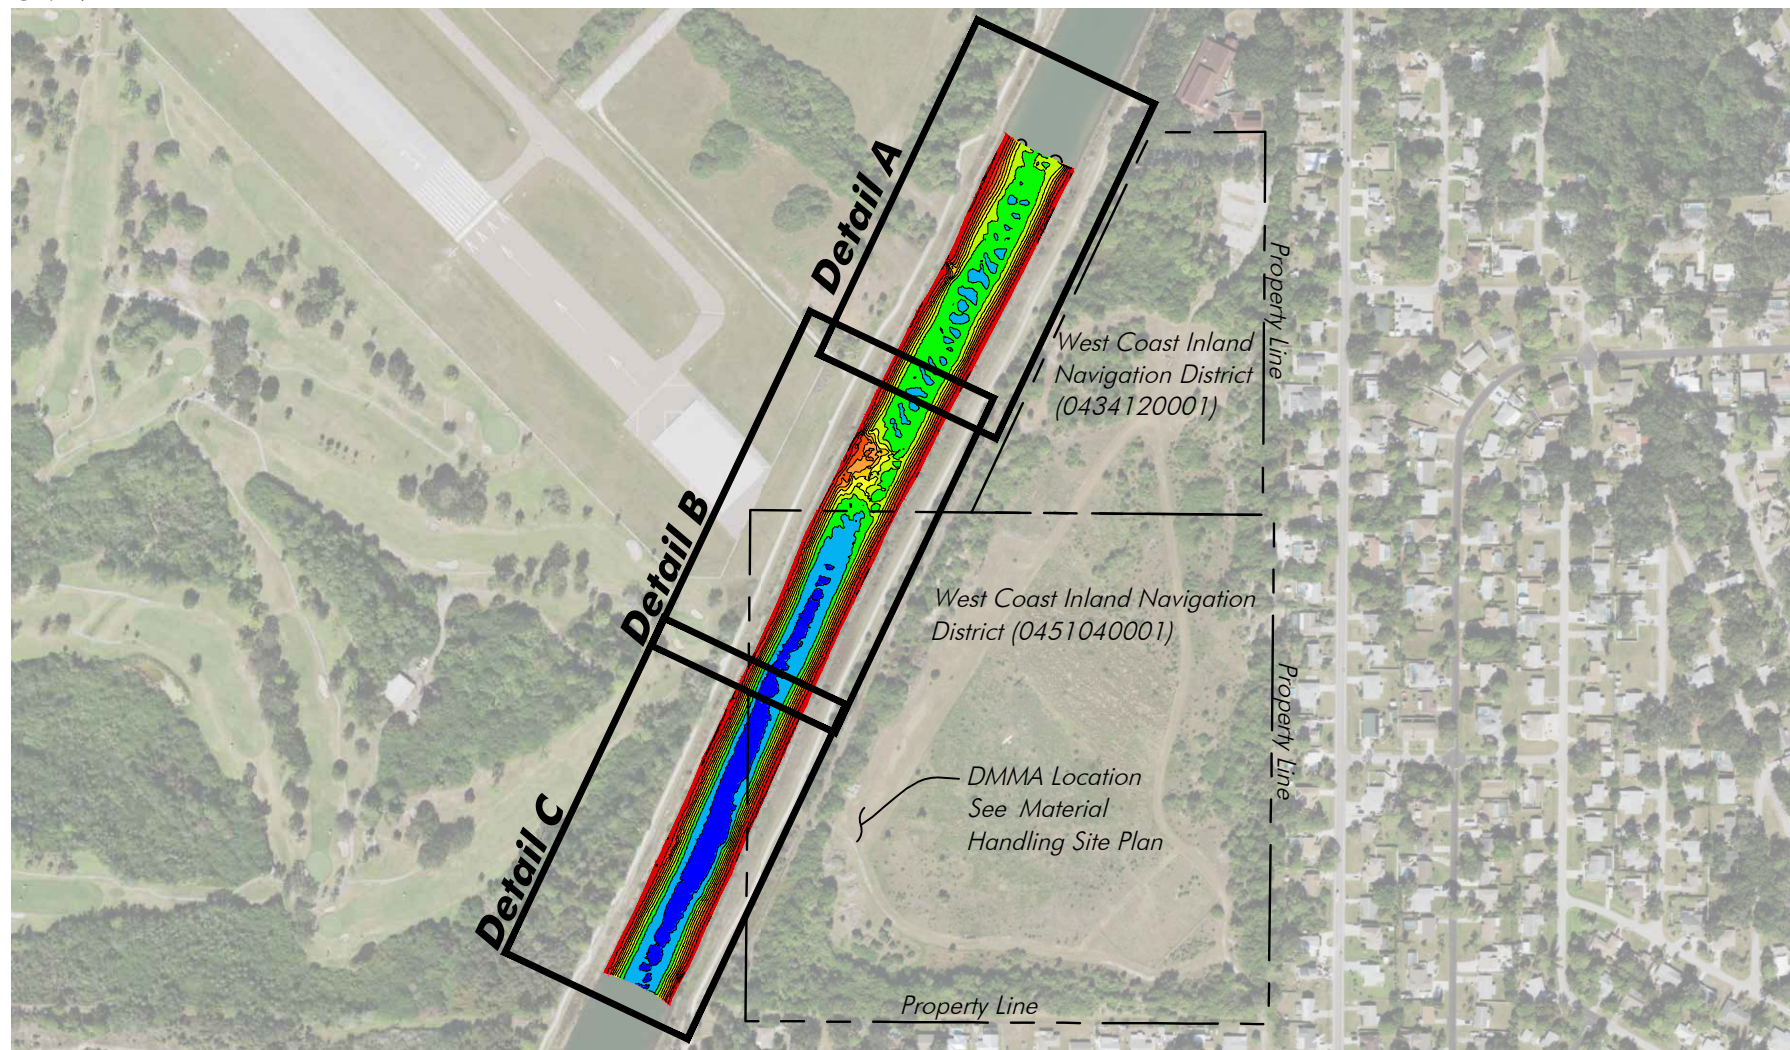 Detail A
Property Line
West Coast Inland
Navigation District
(0434120001)
Detail B
West Coast Inland Navigation
District (0451040001)
Property Line
DMMA Location
See Material
Handling Site Plan
Detail C
Property Line